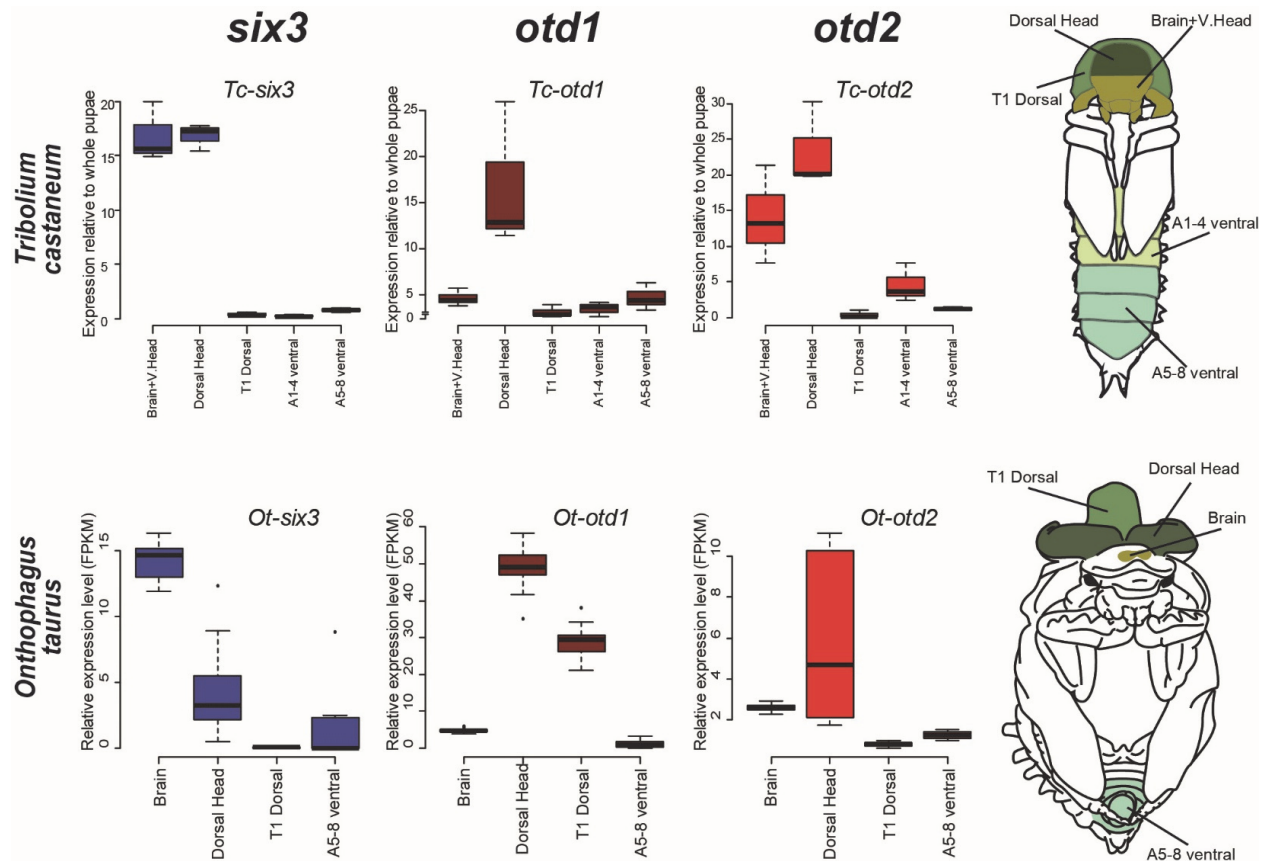 six3
otd1
otd2
Dorsal Head
Brain+V.Head
T1 Dorsal
A1-4 ventral
A5-8 ventral
Tribolium
castaneum
Tc-six3
Expression relative to whole pupae
20
15
10
5
0
Brain+V.Head
Dorsal Head
T1 Dorsal
A1-4 ventral
A5-8 ventral
Tc-otd1
Expression relative to whole pupae
25
20
15
10
5
Brain+V.Head
Dorsal Head
T1 Dorsal
A1-4 ventral
A5-8 ventral
Tc-otd2
Expression relative to whole pupae
30
25
20
15
10
5
0
Brain+V.Head
Dorsal Head
T1 Dorsal
A1-4 ventral
A5-8 ventral
Onthophagus
taurus
Ot-six3
Relative expression level (FPKM)
15
10
5
0
Brain
Dorsal Head
T1 Dorsal
A5-8 ventral
Ot-otd1
Relative expression level (FPKM)
60
50
40
30
20
10
0
Brain
Dorsal Head
T1 Dorsal
A5-8 ventral
Ot-otd2
Relative expression level (FPKM)
10
8
6
4
2
Brain
Dorsal Head
T1 Dorsal
A5-8 ventral
T1 Dorsal
Dorsal Head
Brain
A5-8 ventral